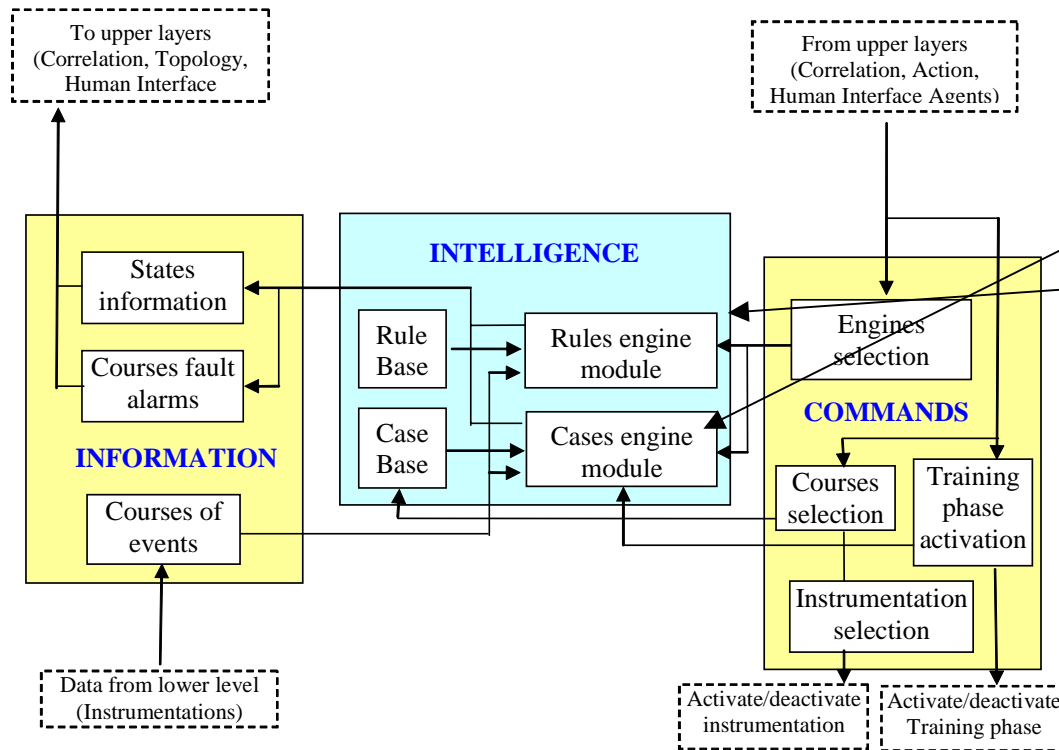 To upper layers
(Correlation, Topology,
Human Interface
From upper layers
(Correlation, Action,
Human Interface Agents)
INTELLIGENCE
States
information
Courses fault
alarms
INFORMATION
Courses of
events
Rule
Base
Rules engine
module
Case
Base
Cases engine
module
Engines
selection
COMMANDS
Courses
selection
Training
phase
activation
Instrumentation
selection
Data from lower level
(Instrumentations)
Activate/deactivate
instrumentation
Activate/deactivate
Training phase